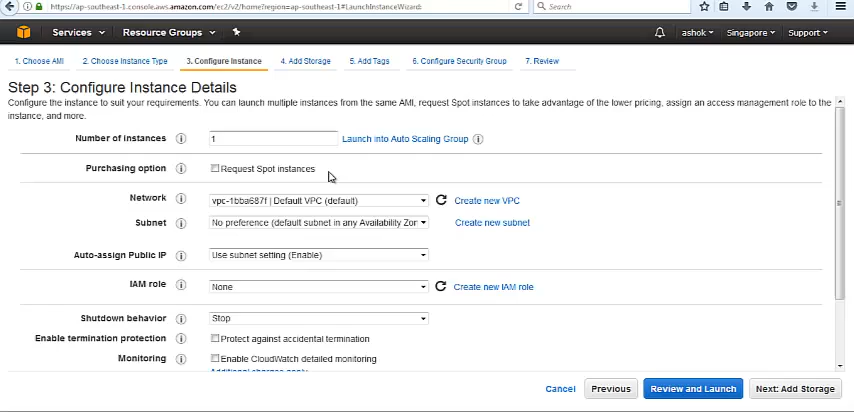 https://ap-southeast-1.console.aws.amazon.com/ec2/v2/home?region=ap-southeast-1#LaunchInstanceWizard:
Search
Services Resource Groups ashok Singapore Support
1. Choose AMI 2. Choose Instance Type 3. Configure Instance 4. Add Storage 5. Add Tags 6. Configure Security Group 7. Review
Step 3: Configure Instance Details
Configure the instance to suit your requirements. You can launch multiple instances from the same AMI, request Spot instances to take advantage of the lower pricing, assign an access management role to the
instance, and more.
Number of instances 1 Launch into Auto Scaling Group
Purchasing option Request Spot instances
Network vpc-1bba687f | Default VPC (default) Create new VPC
Subnet No preference (default subnet in any Availability Zon Create new subnet
Auto-assign Public IP Use subnet setting (Enable)
IAM role None Create new IAM role
Shutdown behavior Stop
Enable termination protection Protect against accidental termination
Monitoring Enable CloudWatch detailed monitoring
Additional charges apply.
Cancel Previous Review and Launch Next: Add Storage